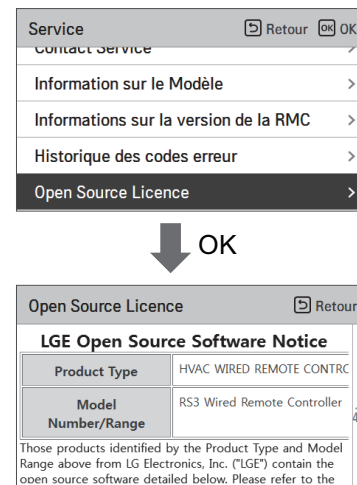 Service Retour OK OK
Contact Service
Information sur le Modèle
Informations sur la version de la RMC
Historique des codes erreur
Open Source Licence
OK
Open Source Licence Retour
LGE Open Source Software Notice
Product Type HVAC WIRED REMOTE CONTRO
Model Number/Range RS3 Wired Remote Controller
4
Those products identified by the Product Type and Model
Range above from LG Electronics, Inc. ("LGE") contain the
open source software detailed below. Please refer to the